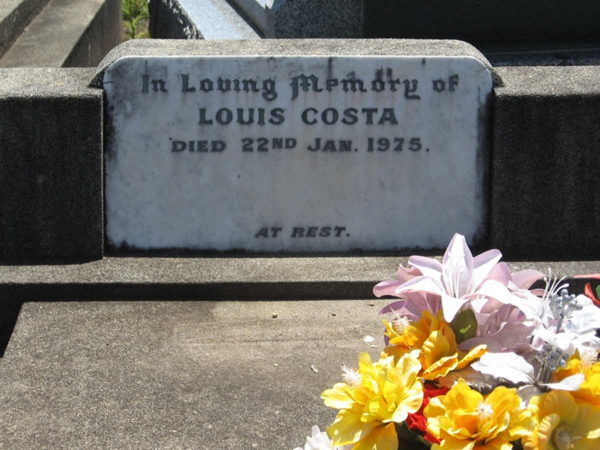 In Loving Memory of
LOUIS COSTA
DIED 22ND JAN. 1975.
AT REST.